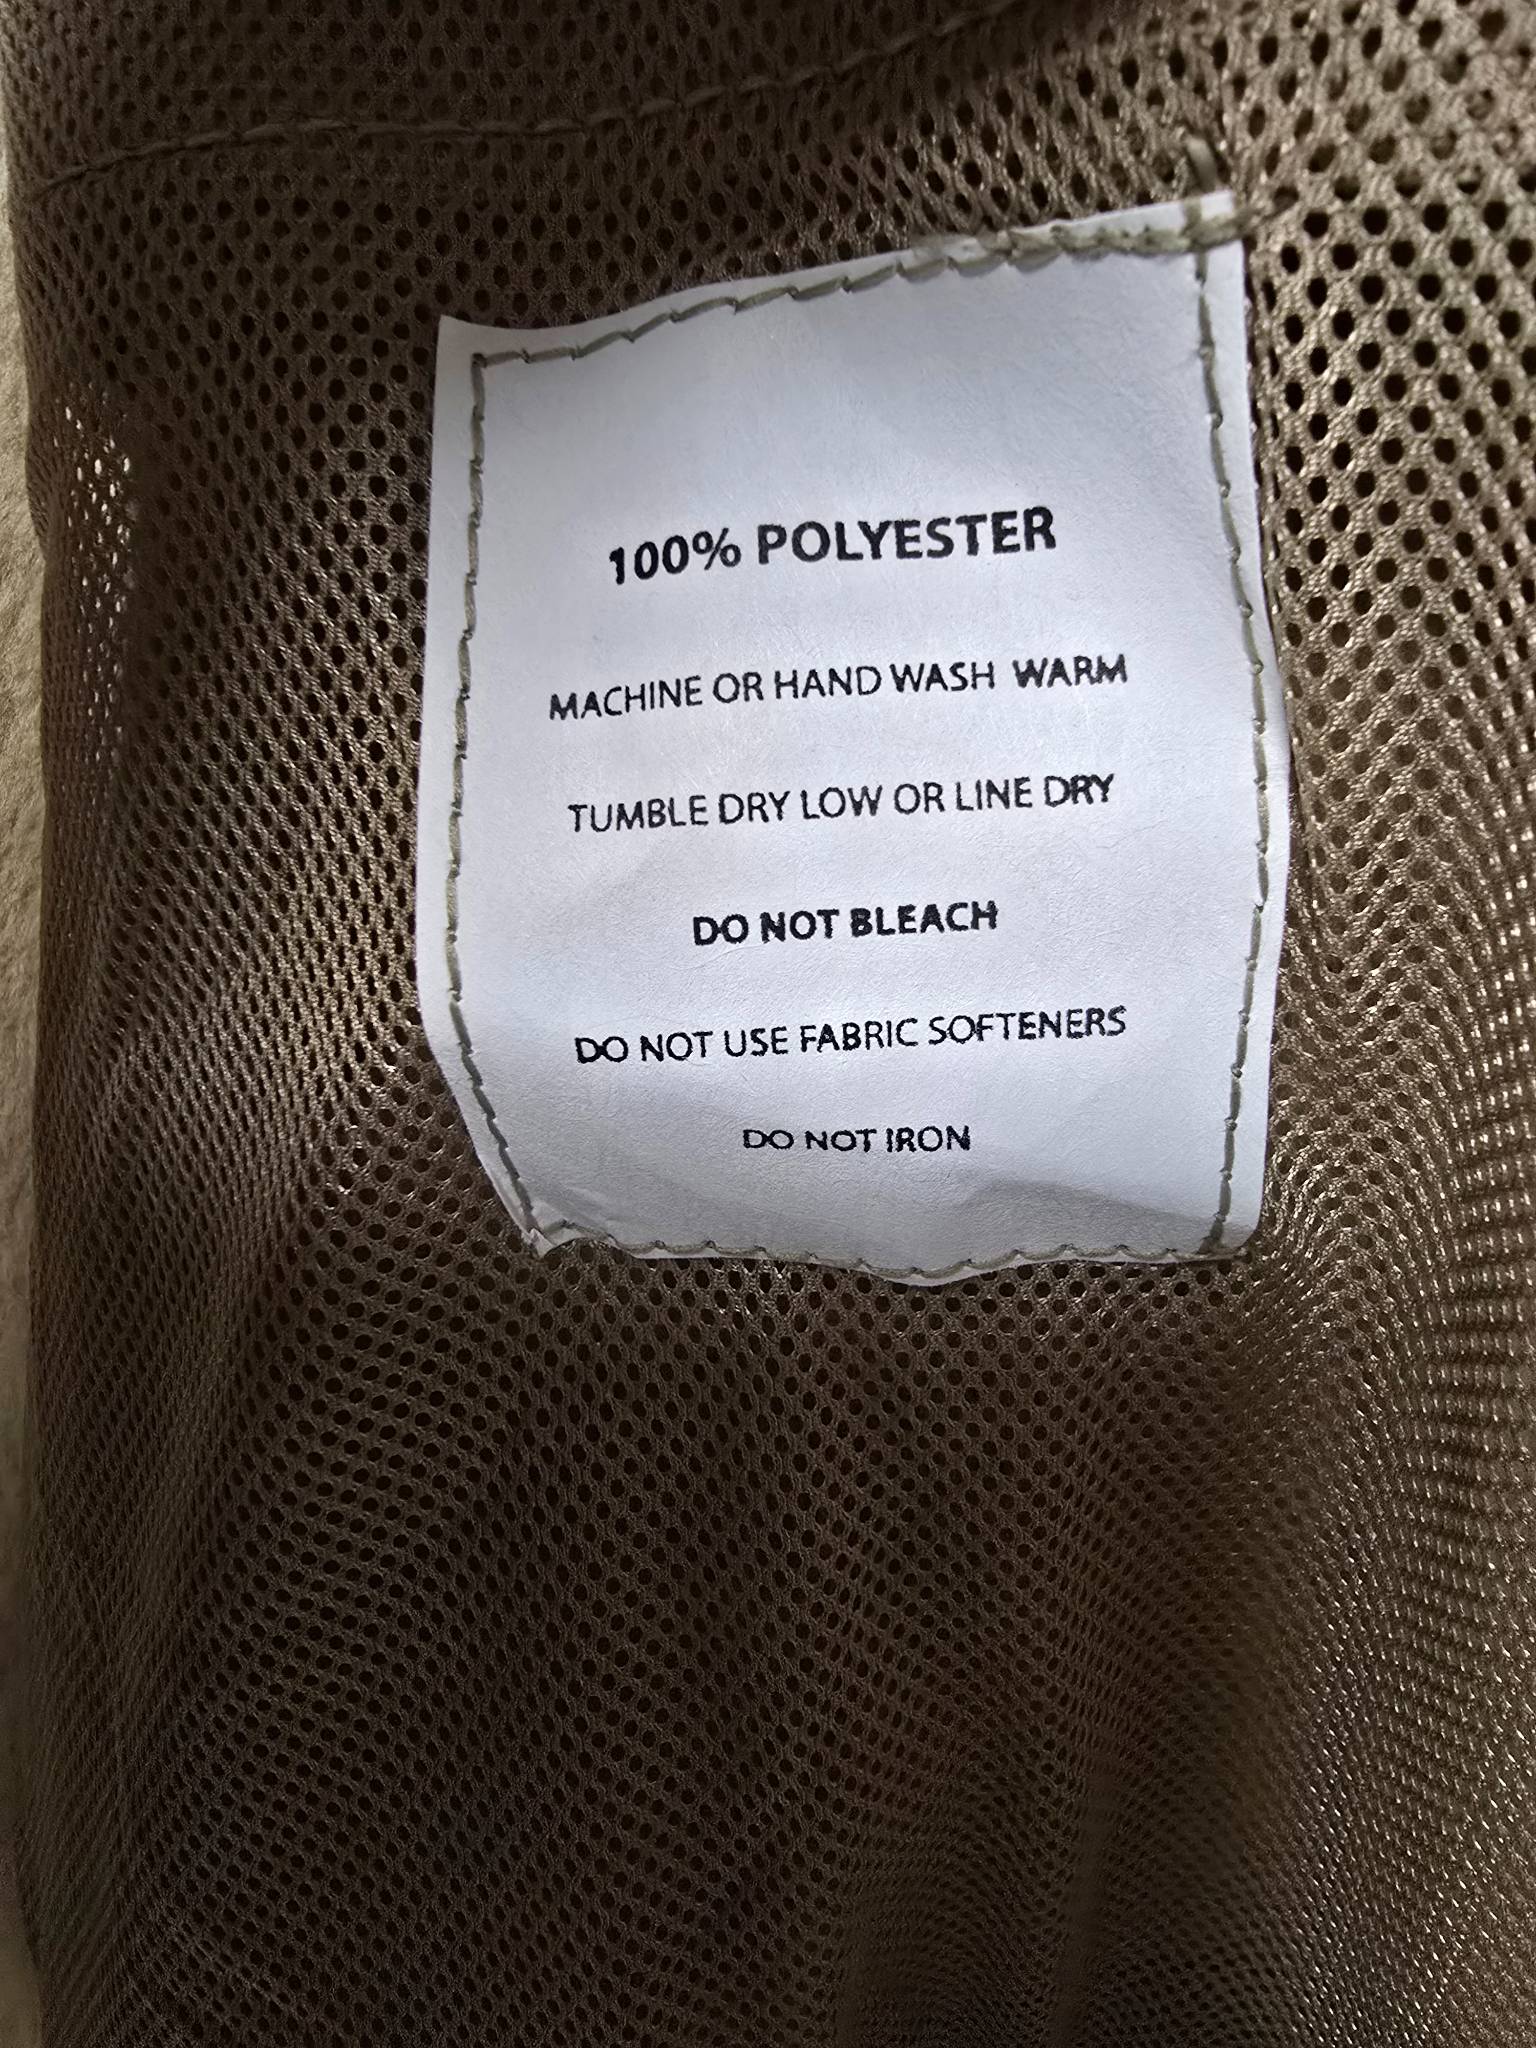 100% POLYESTER
MACHINE OR HAND WASH WARM
TUMBLE DRY LOW OR LINE DRY
DO NOT BLEACH
DO NOT USE FABRIC SOFTENERS
DO NOT IRON